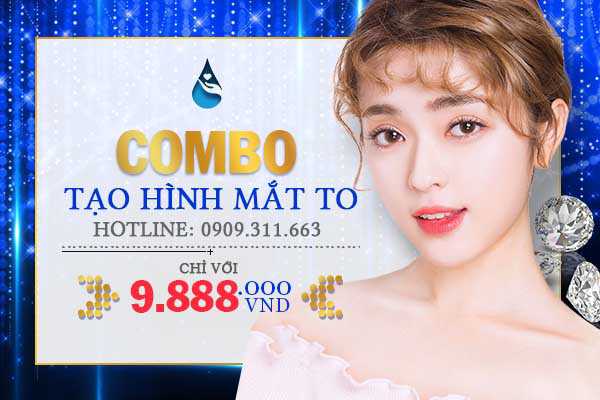 COMBO
TẠO HÌNH MẮT TO
HOTLINE: 0909.311.663
CHỈ VỚI
9.888.000 VND